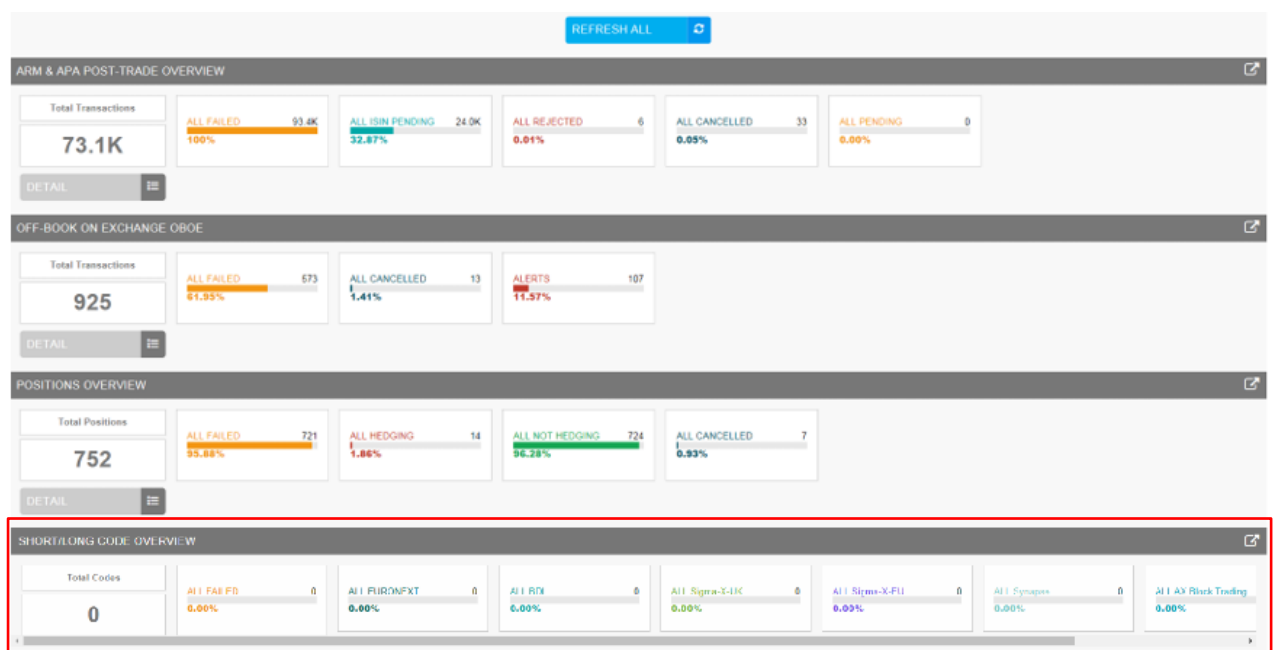 REFRESH ALL
ARM & APA POST-TRADE OVERVIEW
Total Transactions
73.1K
ALL FAILED 93.4K
100%
ALL ISIN PENDING 24.0K
32.87%
ALL REJECTED 6
0.01%
ALL CANCELLED 33
0.05%
ALL PENDING 0
0.00%
DETAIL
OFF-BOOK ON EXCHANGE OBOE
Total Transactions
925
ALL FAILED 573
61.95%
ALL CANCELLED 13
1.41%
ALERTS 107
11.57%
DETAIL
POSITIONS OVERVIEW
Total Positions
752
ALL FAILED 721
95.88%
ALL HEDGING 14
1.86%
ALL NOT HEDGING 724
96.28%
ALL CANCELLED 7
0.93%
DETAIL
SHORT/LONG CODE OVERVIEW
Total Codes
0
ALL FAILED 0
0.00%
ALL EURONEXT 0
0.00%
ALL BDL 0
0.00%
ALL Sigma-X-UK 0
0.00%
ALL Sigma-X-EU 0
0.00%
ALL Synapse 0
0.00%
ALL AX Block Trading
0.00%